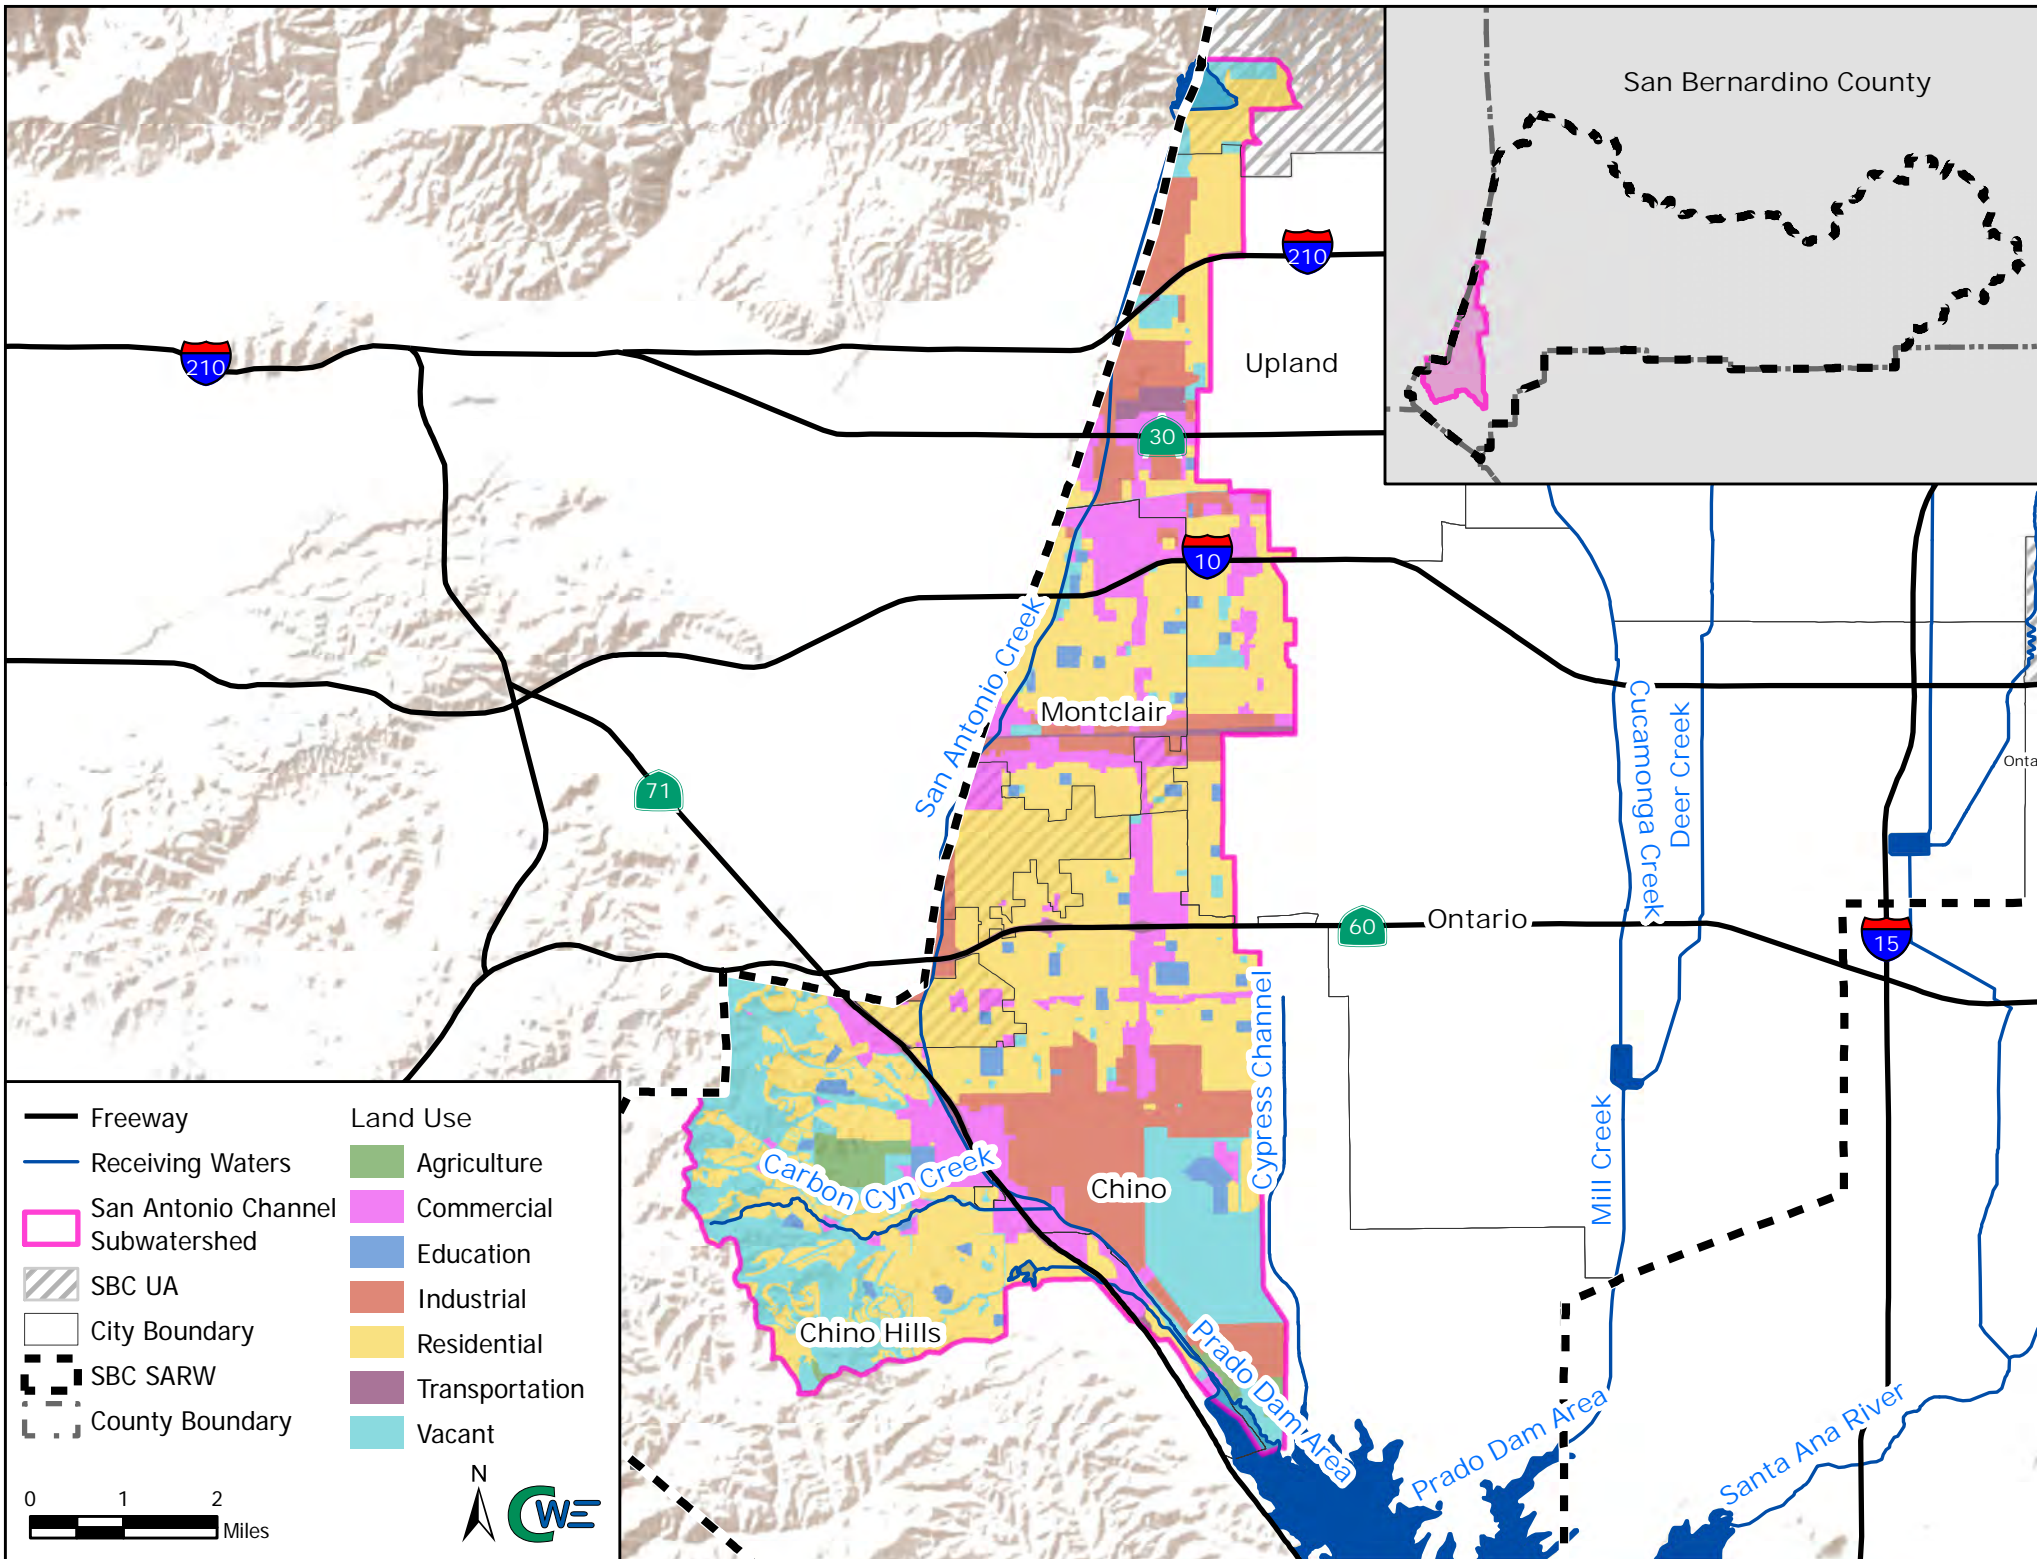 San Bernardino County
210
210
Upland
30
10
San Antonio Creek
Montclair
71
Cucamonga Creek
Deer Creek
Onta
60
Ontario
15
Cypress Channel
Mill Creek
Carbon Cyn Creek
Chino
Chino Hills
Prado Dam Area
Prado Dam Area
Santa Ana River
Freeway
Receiving Waters
San Antonio Channel
Subwatershed
SBC UA
City Boundary
SBC SARW
County Boundary
Land Use
Agriculture
Commercial
Education
Industrial
Residential
Transportation
Vacant
0 1 2
Miles
N
CWE